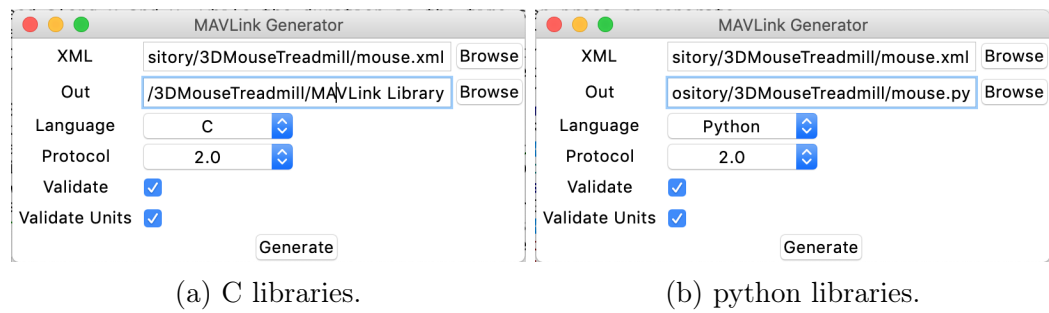 MAVLink Generator
XML sitory/3DMouseTreadmill/mouse.xml Browse
Out /3DMouseTreadmill/MAVLink Library Browse
Language C
Protocol 2.0
Validate
Validate Units
Generate
(a) C libraries.
MAVLink Generator
XML sitory/3DMouseTreadmill/mouse.xml Browse
Out ository/3DMouseTreadmill/mouse.py Browse
Language Python
Protocol 2.0
Validate
Validate Units
Generate
(b) python libraries.